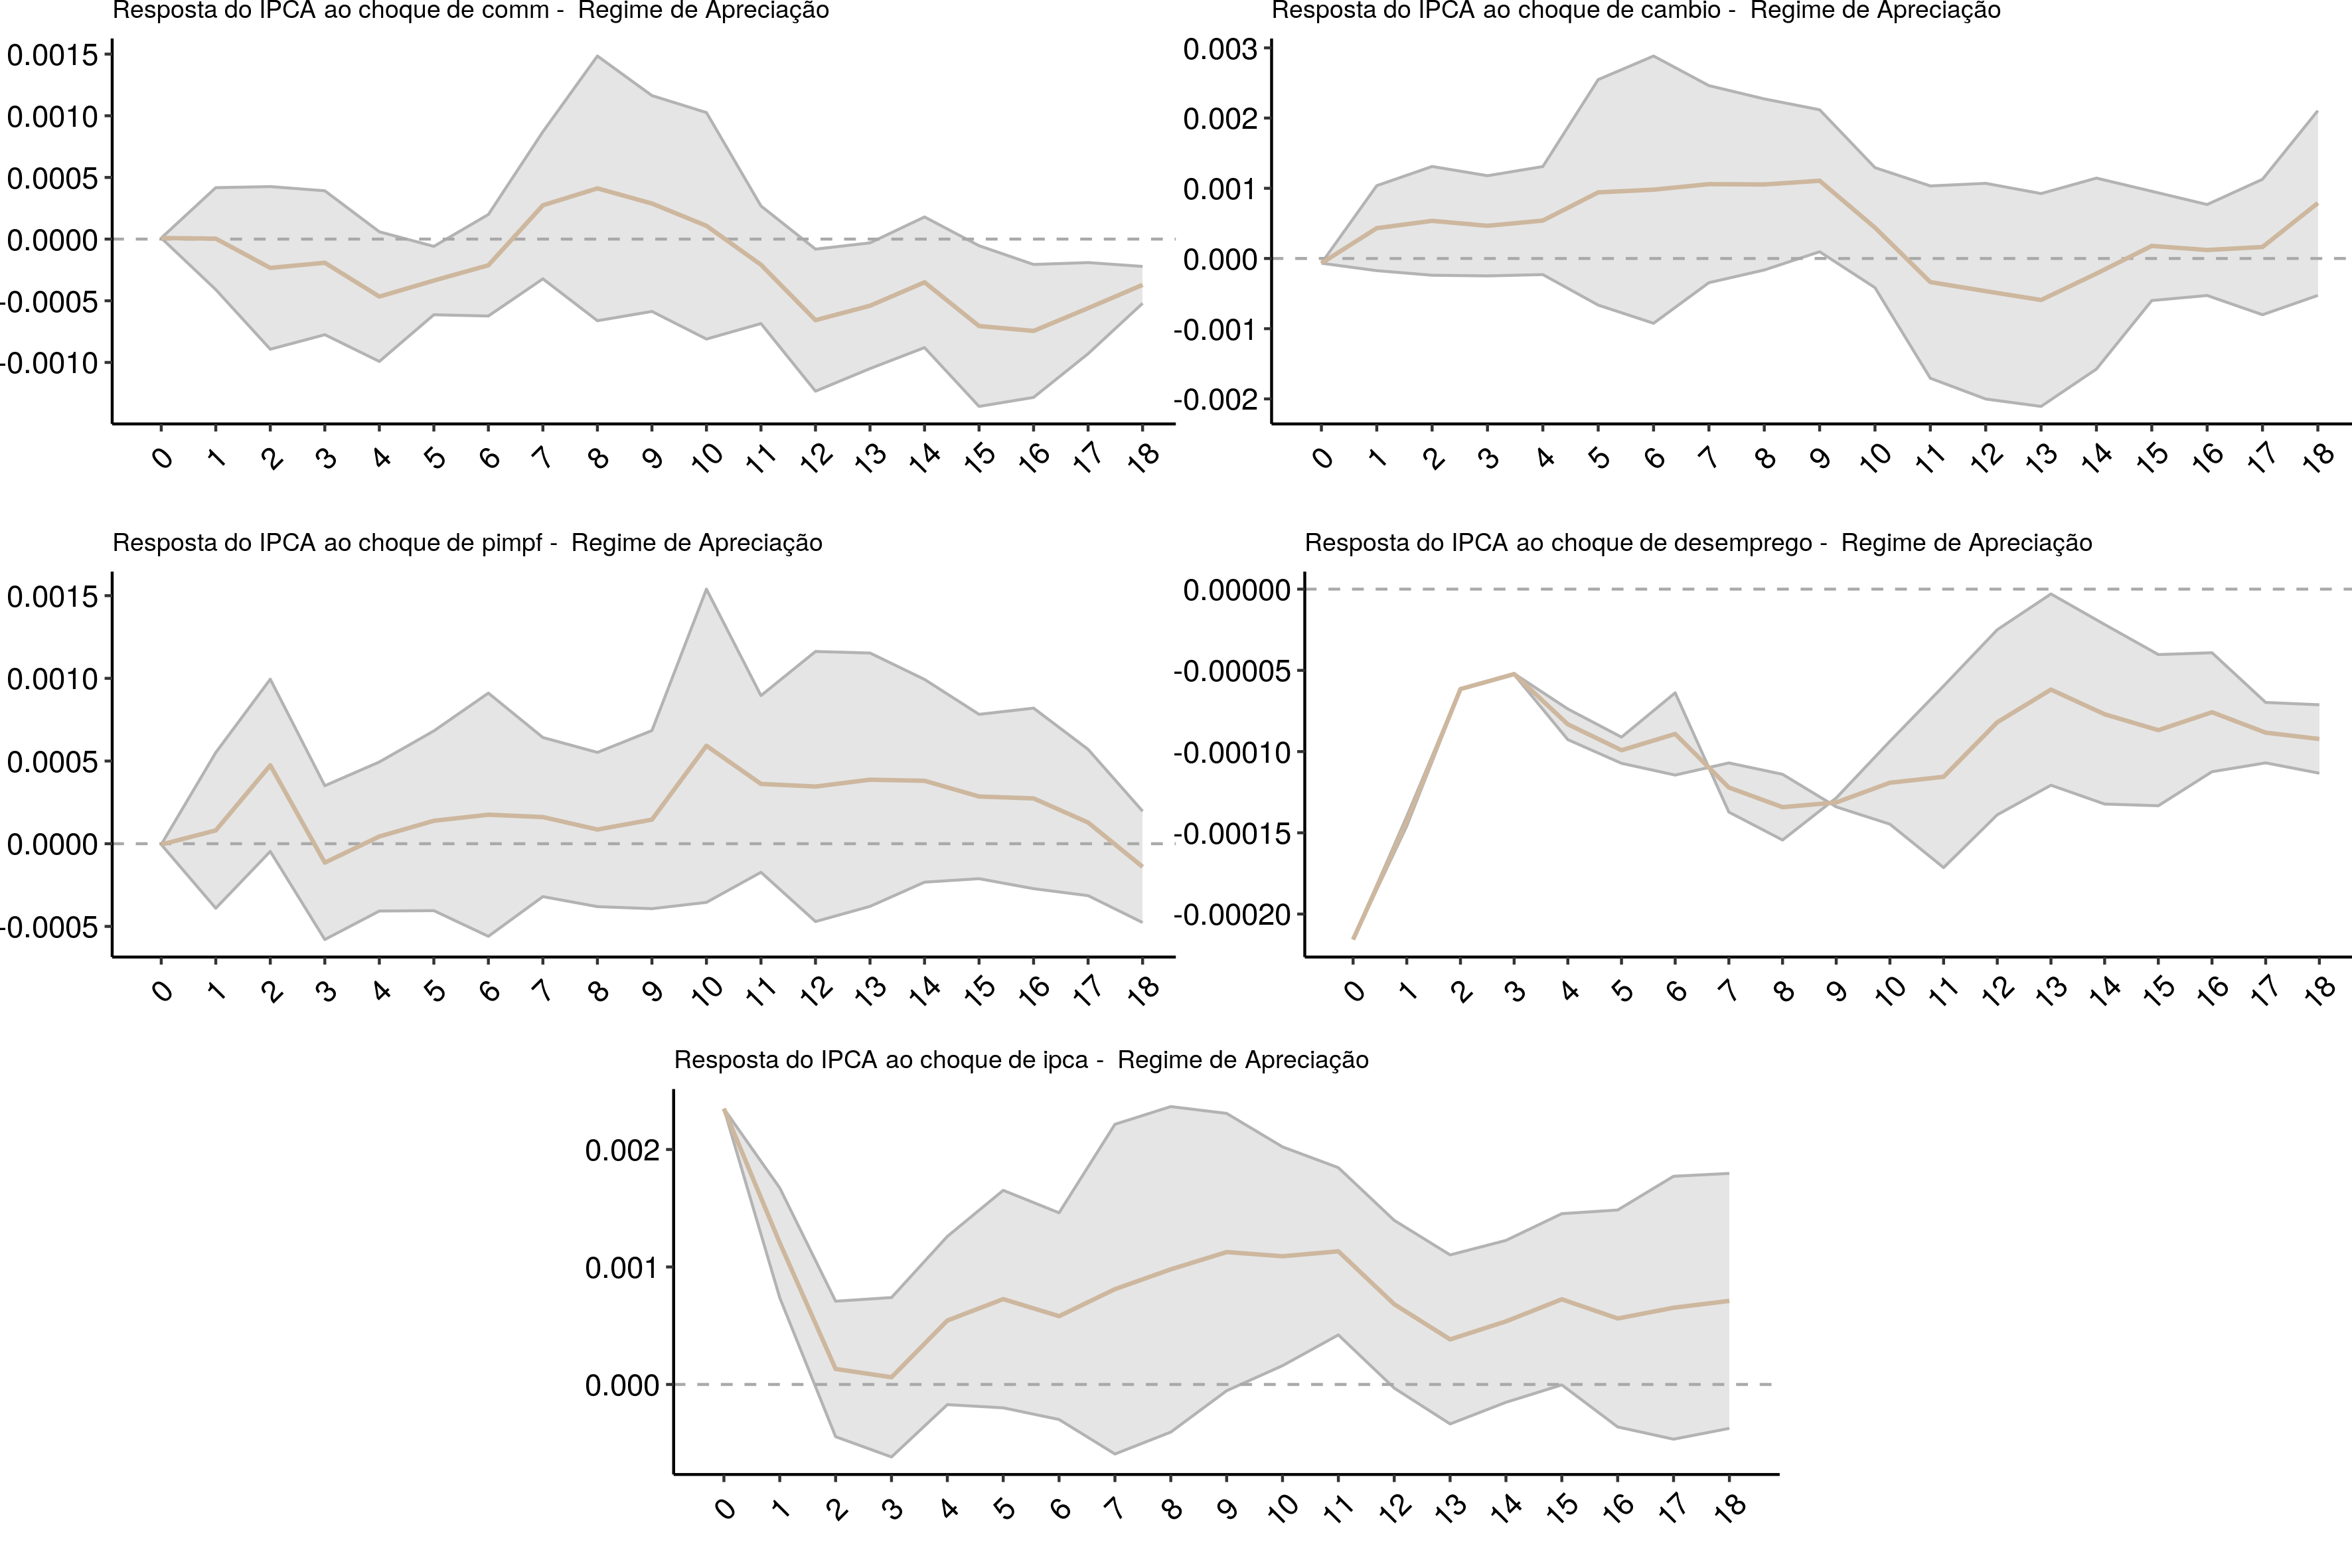 Resposta do IPCA ao choque de comm -  Regime de Apreciação
0.0015
0.0010
0.0005
0.0000
-0.0005
-0.0010
0 1 2 3 4 5 6 7 8 9 10 11 12 13 14 15 16 17 18
Resposta do IPCA ao choque de cambio -  Regime de Apreciação
0.003
0.002
0.001
0.000
-0.001
-0.002
0 1 2 3 4 5 6 7 8 9 10 11 12 13 14 15 16 17 18
Resposta do IPCA ao choque de pimpf -  Regime de Apreciação
0.0015
0.0010
0.0005
0.0000
-0.0005
0 1 2 3 4 5 6 7 8 9 10 11 12 13 14 15 16 17 18
Resposta do IPCA ao choque de desemprego -  Regime de Apreciação
0.00000
-0.00005
-0.00010
-0.00015
-0.00020
0 1 2 3 4 5 6 7 8 9 10 11 12 13 14 15 16 17 18
Resposta do IPCA ao choque de ipca -  Regime de Apreciação
0.002
0.001
0.000
0 1 2 3 4 5 6 7 8 9 10 11 12 13 14 15 16 17 18